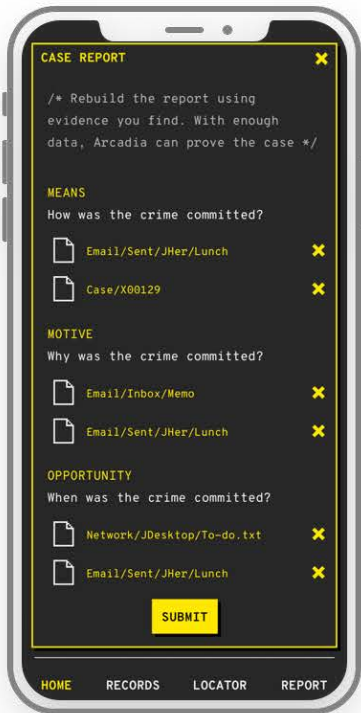 CASE REPORT
/* Rebuild the report using
evidence you find. With enough
data, Arcadia can prove the case */
MEANS
How was the crime committed?
Email/Sent/JHer/Lunch
Case/X00129
MOTIVE
Why was the crime committed?
Email/Inbox/Memo
Email/Sent/JHer/Lunch
OPPORTUNITY
When was the crime committed?
Network/JDesktop/To-do.txt
Email/Sent/JHer/Lunch
SUBMIT
HOME RECORDS LOCATOR REPORT